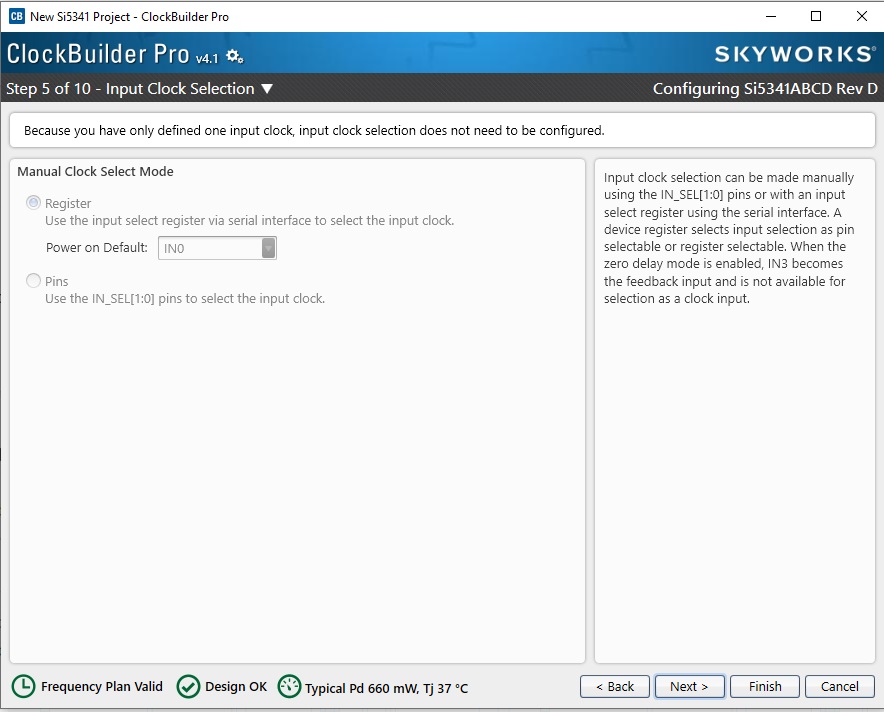 CB New Si5341 Project - ClockBuilder Pro
ClockBuilder Pro v4.1
SKYWORKS®
Step 5 of 10 - Input Clock Selection ▼
Configuring Si5341ABCD Rev D
Because you have only defined one input clock, input clock selection does not need to be configured.
Manual Clock Select Mode
Register
Use the input select register via serial interface to select the input clock.
Power on Default: IN0
Pins
Use the IN_SEL[1:0] pins to select the input clock.
Input clock selection can be made manually
using the IN_SEL[1:0] pins or with an input
select register using the serial interface. A
device register selects input selection as pin
selectable or register selectable. When the
zero delay mode is enabled, IN3 becomes
the feedback input and is not available for
selection as a clock input.
Frequency Plan Valid
Design OK
Typical Pd 660 mW, Tj 37 °C
< Back
Next >
Finish
Cancel